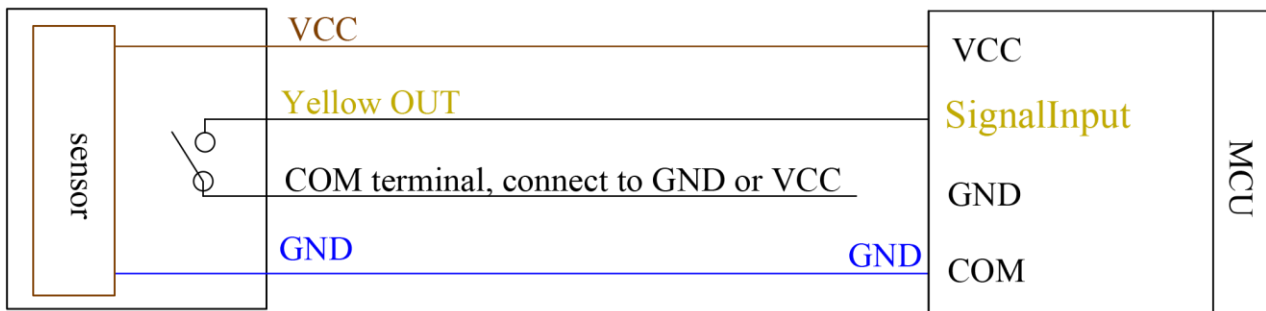 VCC
VCC
Yellow OUT
SignalInput
sensor
COM terminal, connect to GND or VCC
GND
MCU
GND
GND
COM